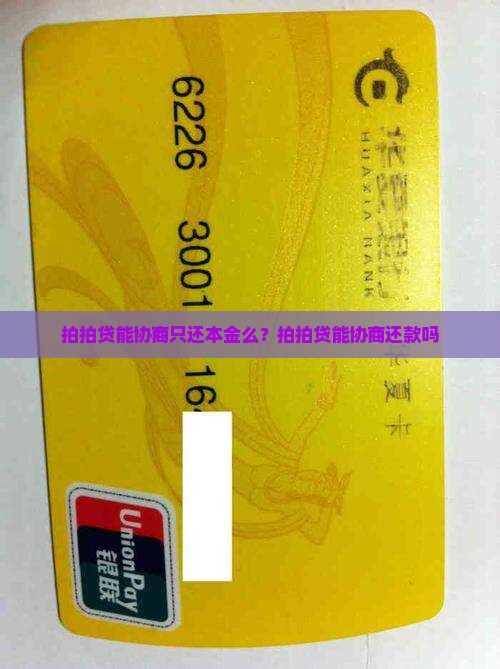 华夏银行
HUAXIA BANK
华夏卡
6226 3001 16
拍拍贷能协商只还本金么？拍拍贷能协商还款吗
UnionPay
银联